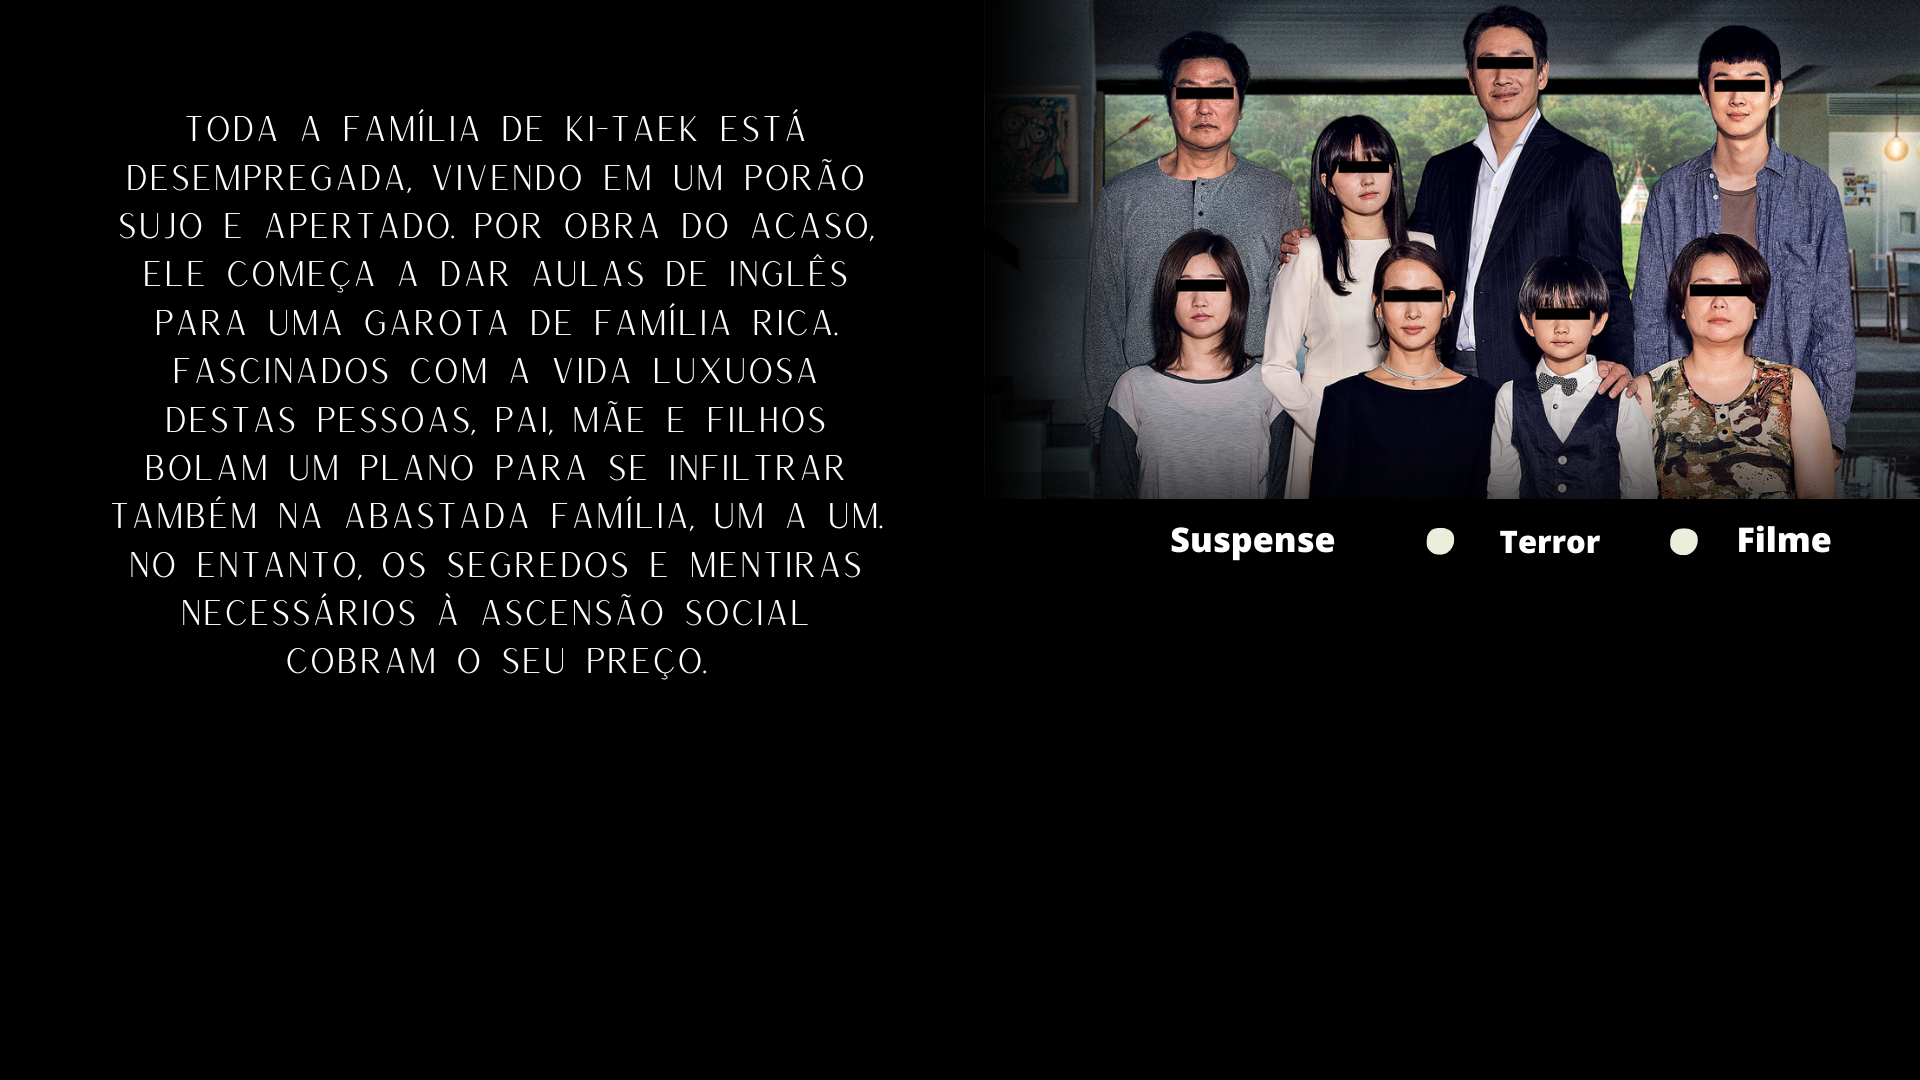 TODA A FAMÍLIA DE KI-TAEK ESTÁ
DESEMPREGADA, VIVENDO EM UM PORÃO
SUJO E APERTADO. POR OBRA DO ACASO,
ELE COMEÇA A DAR AULAS DE INGLÊS
PARA UMA GAROTA DE FAMÍLIA RICA.
FASCINADOS COM A VIDA LUXUOSA
DESTAS PESSOAS, PAI, MÃE E FILHOS
BOLAM UM PLANO PARA SE INFILTRAR
TAMBÉM NA ABASTADA FAMÍLIA, UM A UM.
NO ENTANTO, OS SEGREDOS E MENTIRAS
NECESSÁRIOS À ASCENSÃO SOCIAL
COBRAM O SEU PREÇO.
Suspense Terror Filme